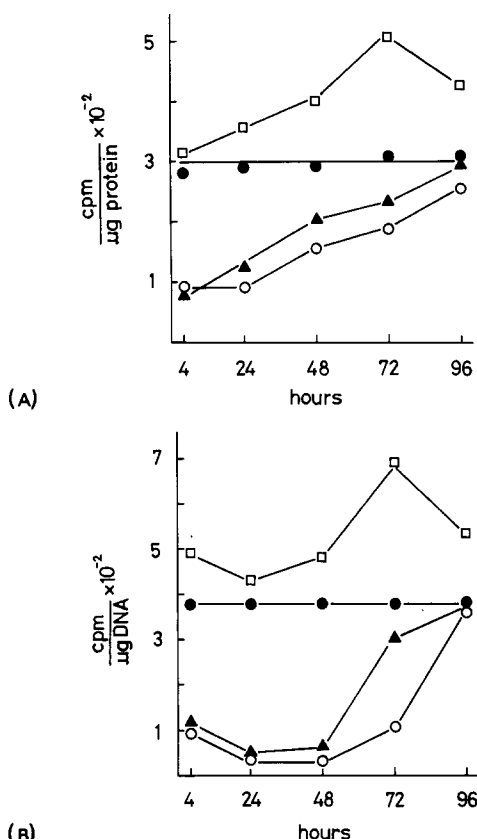 5
3
1
cpm
µg protein ×10⁻²
4 24 48 72 96
(A) hours
7
5
3
1
cpm
µg DNA ×10⁻²
4 24 48 72 96
(B) hours